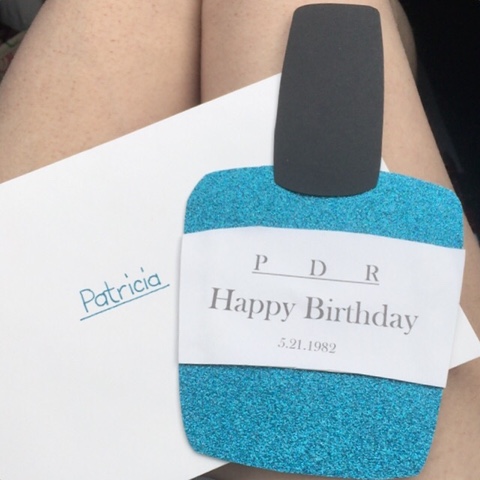 Patricia
P D R
Happy Birthday
5.21.1982